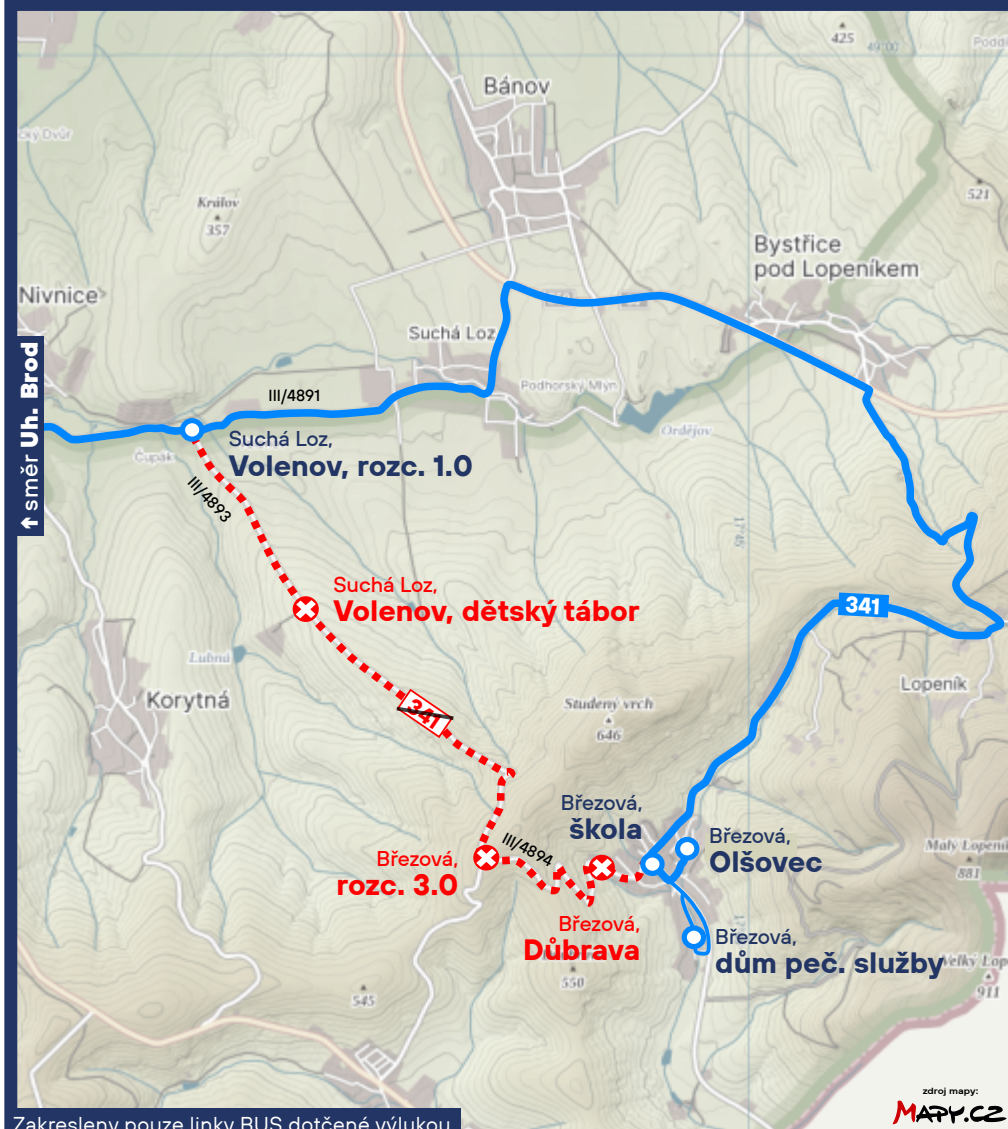 425
49:00
Bánov
521
Králov
357
Bystřice
pod Lopeníkem
Nivnice
Suchá Loz
Podhorský Mlýn
III/4891
Ordějov
↑ směr Uh. Brod
Suchá Loz,
Volenov, rozc. 1.0
Čupák
III/4893
Suchá Loz,
Volenov, dětský tábor
341
Lubná
Korytná
341
Lopeník
Studený vrch
646
Březová,
škola
Březová,
Olšovec
III/4894
Březová,
rozc. 3.0
Malý Lopeník
881
Březová,
Důbrava
Březová,
dům peč. služby
550
911
545
zdroj mapy:
MAPY.CZ
Zakresleny pouze linky BUS dotčené výlukou